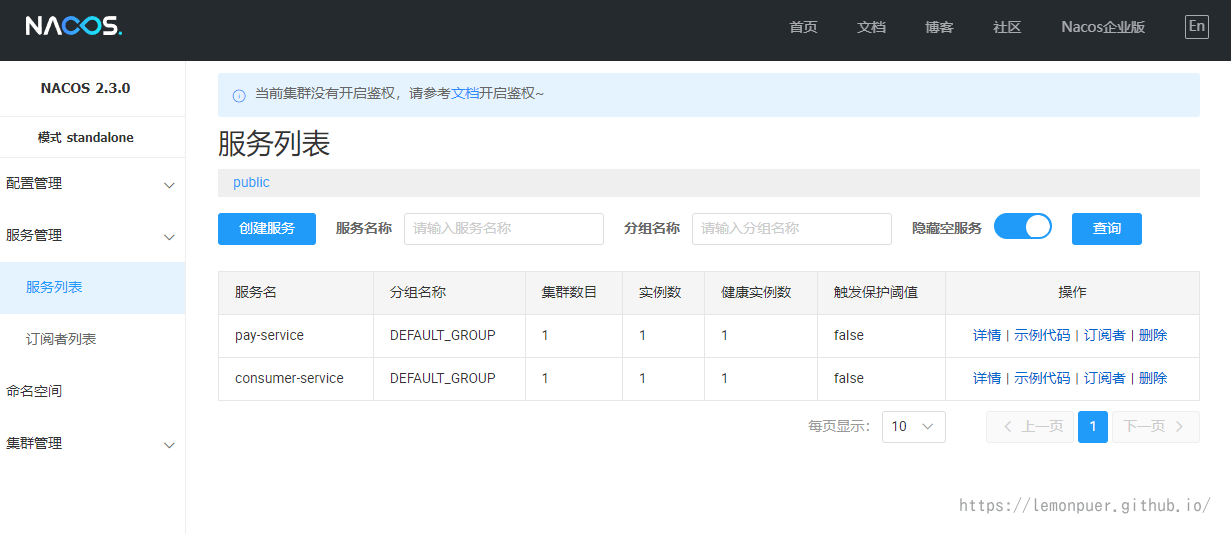 NACOS.
首页 文档 博客 社区 Nacos企业版 En
NACOS 2.3.0
模式 standalone
配置管理
服务管理
服务列表
订阅者列表
命名空间
集群管理
当前集群没有开启鉴权，请参考文档开启鉴权~
服务列表
public
创建服务 服务名称 请输入服务名称 分组名称 请输入分组名称 隐藏空服务 查询
服务名 分组名称 集群数目 实例数 健康实例数 触发保护阈值 操作
pay-service DEFAULT_GROUP 1 1 1 false 详情 | 示例代码 | 订阅者 | 删除
consumer-service DEFAULT_GROUP 1 1 1 false 详情 | 示例代码 | 订阅者 | 删除
每页显示： 10 上一页 1 下一页
https://lemonpuer.github.io/